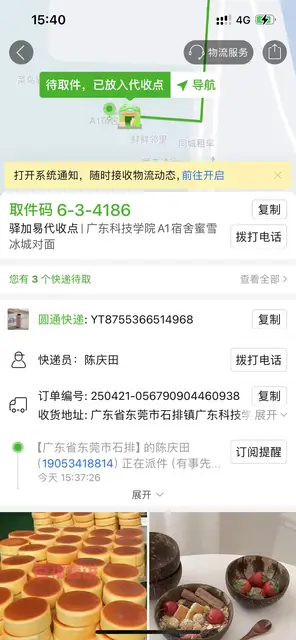 15:40
4G
物流服务
待取件，已放入代收点
导航
A1宿舍
同城租车
打开系统通知，随时接收物流动态，前往开启
取件码 6-3-4186
复制
驿加易代收点 | 广东科技学院A1宿舍蜜雪
冰城对面
拨打电话
您有 3 个快递待取
查看全部
圆通快递: YT8755366514968
复制
快递员: 陈庆田
拨打电话
订单编号: 250421-056790904460938
复制
收货地址: 广东省东莞市石排镇广东科技学
展开
【广东省东莞市石排】的陈庆田
(19053418814) 正在派件 (有事先...
今天 15:37:26
订阅提醒
展开